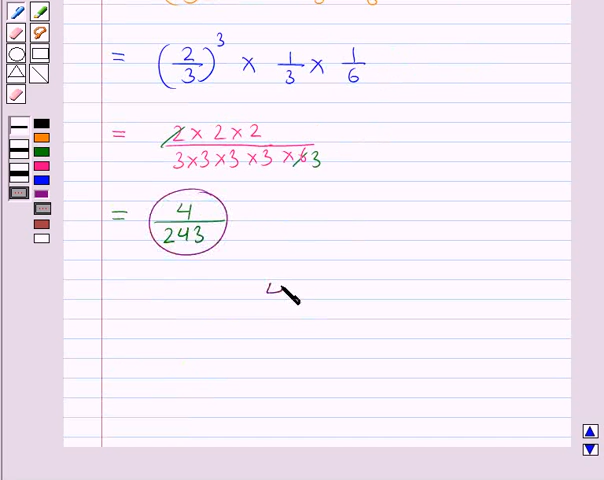 = (2/3)^3 × 1/3 × 1/6
= 2 × 2 × 2 / 3×3×3×3×6 3
= 4/243